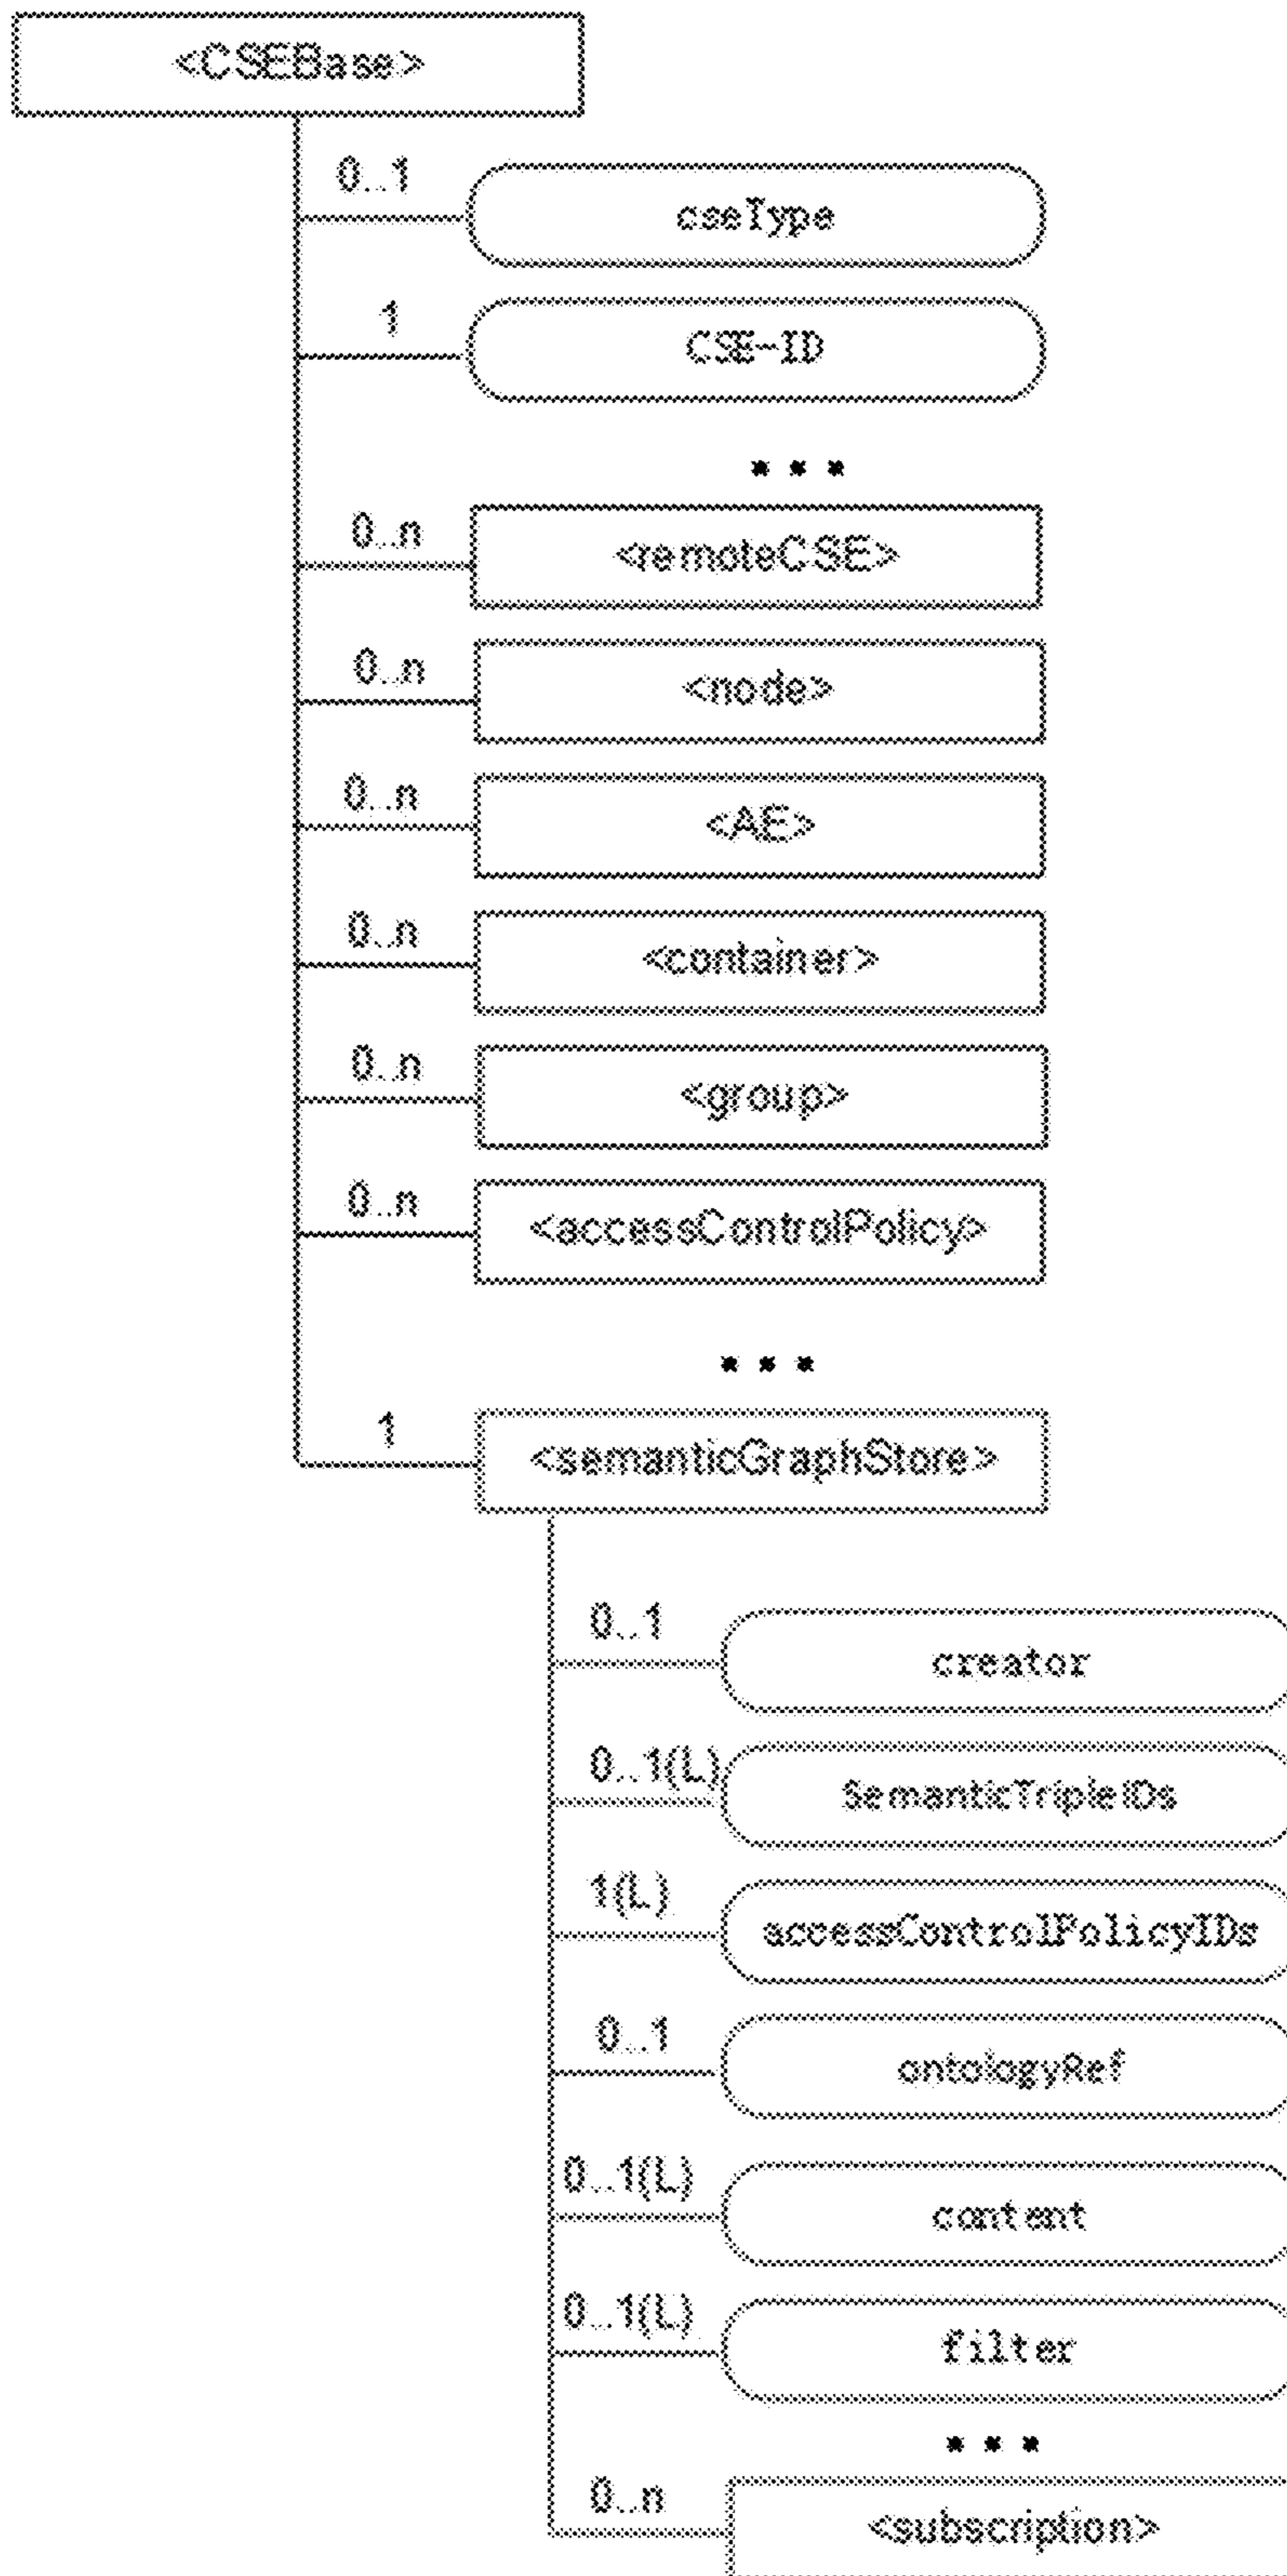 <CSEBase>
0..1
cseType
1
CSE-ID
...
0..n
<remoteCSE>
0..n
<node>
0..n
<AE>
0..n
<container>
0..n
<group>
0..n
<accessControlPolicy>
...
1
<semanticGraphStore>
0..1
creator
0..1(L)
SemanticTripleIDs
1(L)
accessControlPolicyIDs
0..1
ontologyRef
0..1(L)
content
0..1(L)
filter
...
0..n
<subscription>